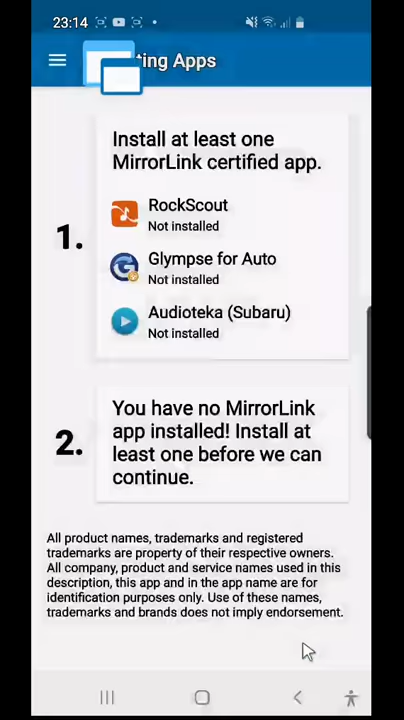 23:14
ting Apps
Install at least one
MirrorLink certified app.
1.
RockScout
Not installed
Glympse for Auto
Not installed
Audioteka (Subaru)
Not installed
2.
You have no MirrorLink
app installed! Install at
least one before we can
continue.
All product names, trademarks and registered
trademarks are property of their respective owners.
All company, product and service names used in this
description, this app and in the app name are for
identification purposes only. Use of these names,
trademarks and brands does not imply endorsement.